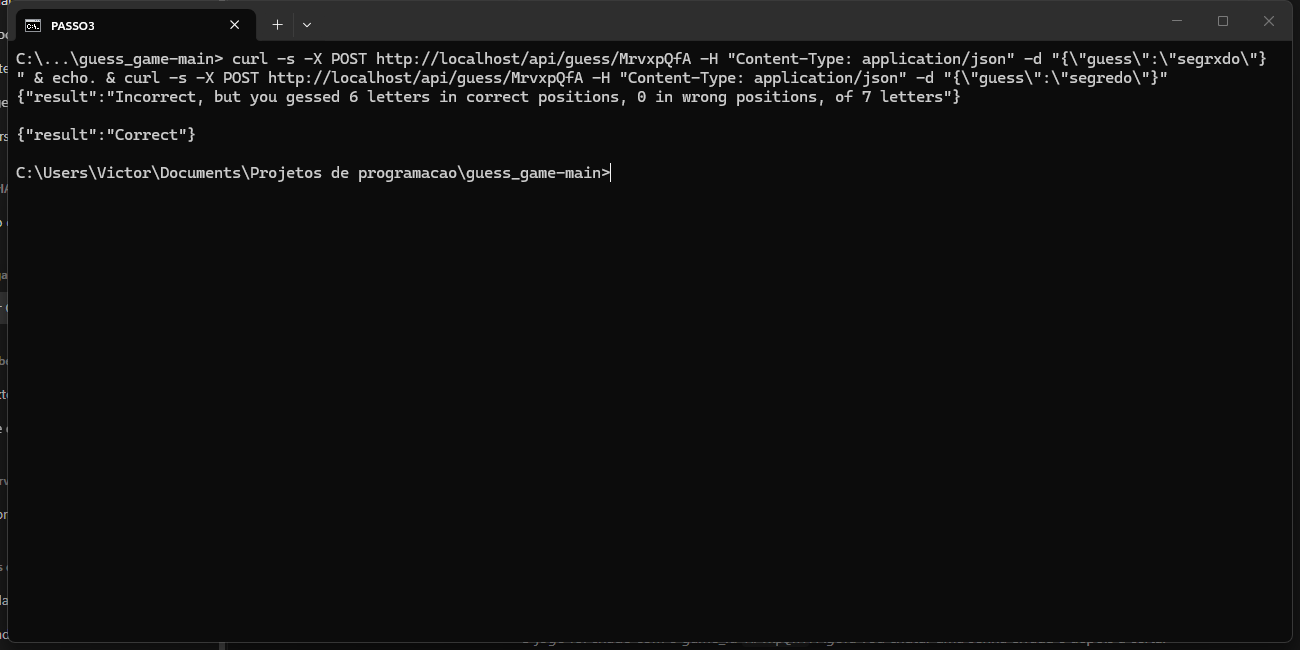 PASSO3
C:\...\guess_game-main> curl -s -X POST http://localhost/api/guess/MrvxpQfA -H "Content-Type: application/json" -d "{\"guess\":\"segrxdo\"}
" & echo. & curl -s -X POST http://localhost/api/guess/MrvxpQfA -H "Content-Type: application/json" -d "{\"guess\":\"segredo\"}"
{"result":"Incorrect, but you gessed 6 letters in correct positions, 0 in wrong positions, of 7 letters"}
{"result":"Correct"}
C:\Users\Victor\Documents\Projetos de programacao\guess_game-main>